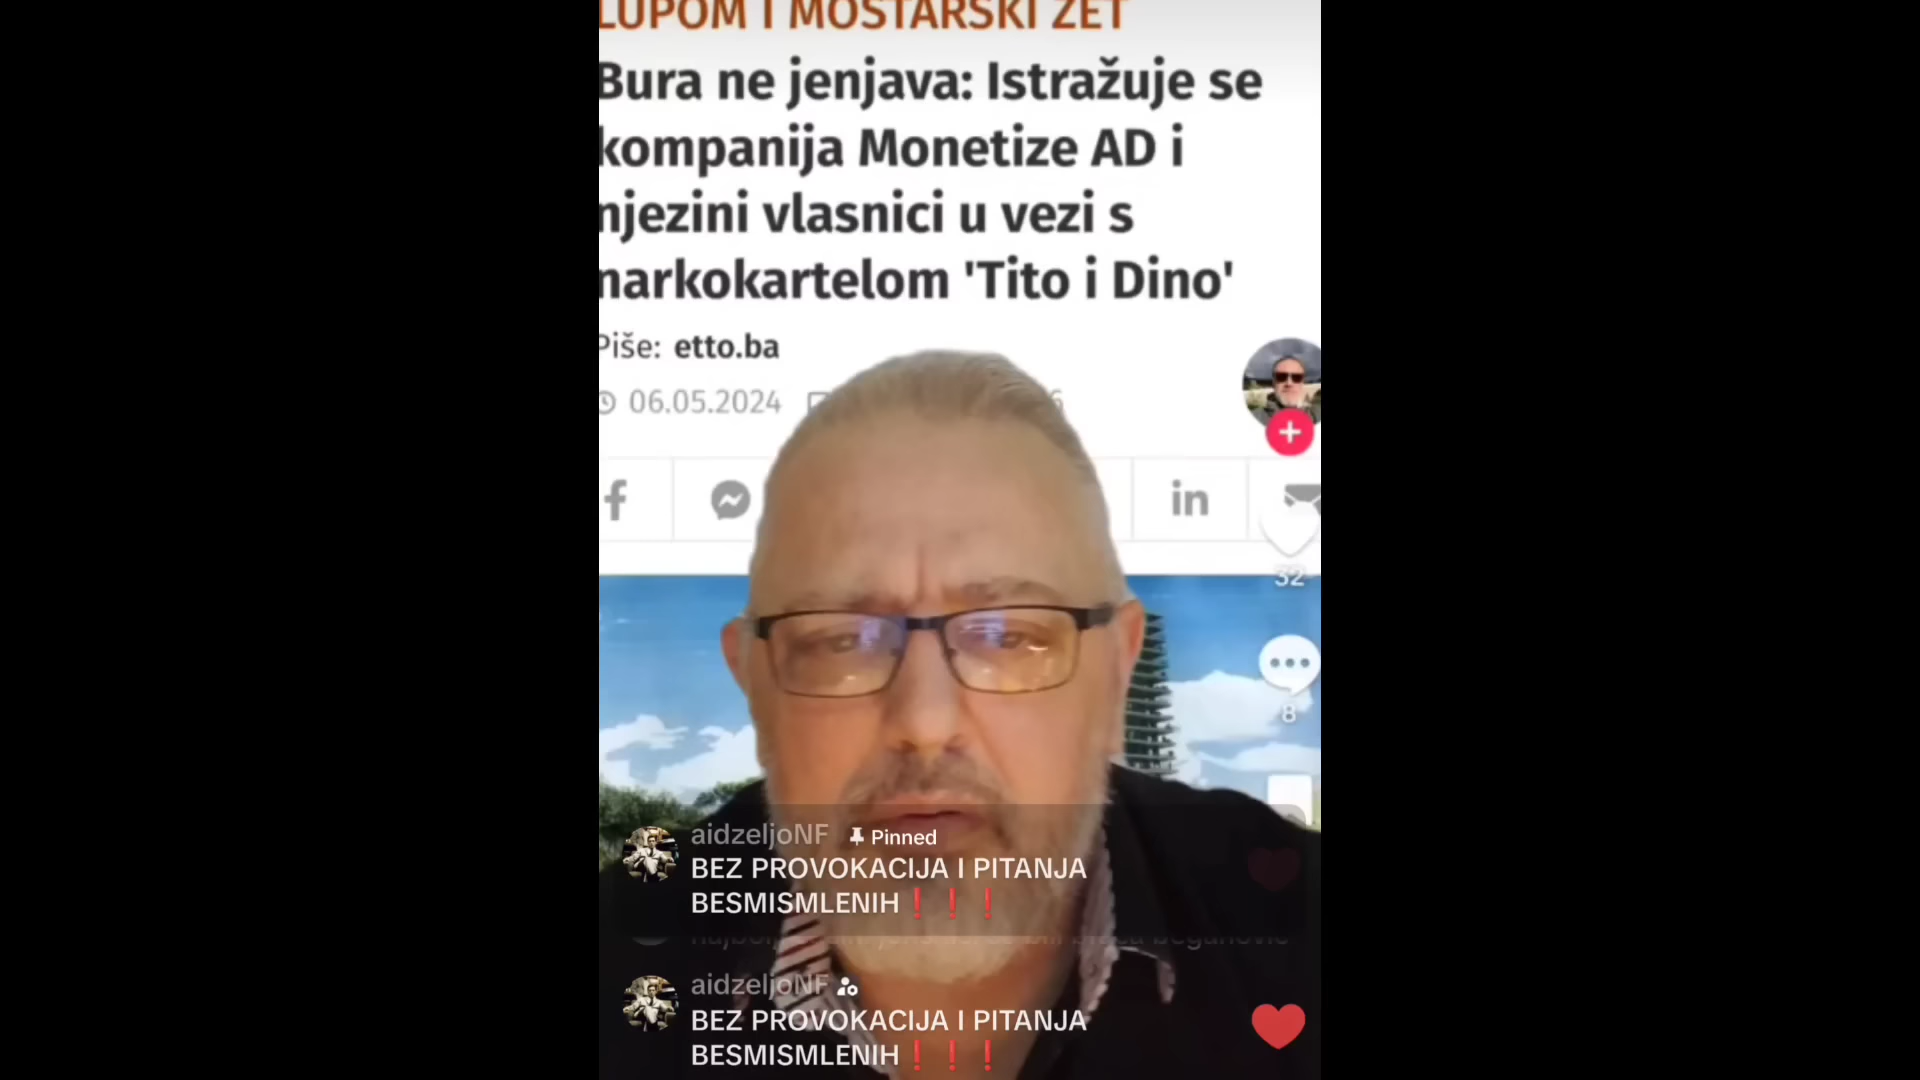 LUPOM I MOSTARSKI ZET
Bura ne jenjava: Istražuje se
kompanija Monetize AD i
njezini vlasnici u vezi s
narkokartelom 'Tito i Dino'
Piše: etto.ba
06.05.2024
in
32
8
aidzeljoNF Pinned
BEZ PROVOKACIJA I PITANJA
BESMISMLENIH❗❗❗
aidzeljoNF
BEZ PROVOKACIJA I PITANJA
BESMISMLENIH❗❗❗